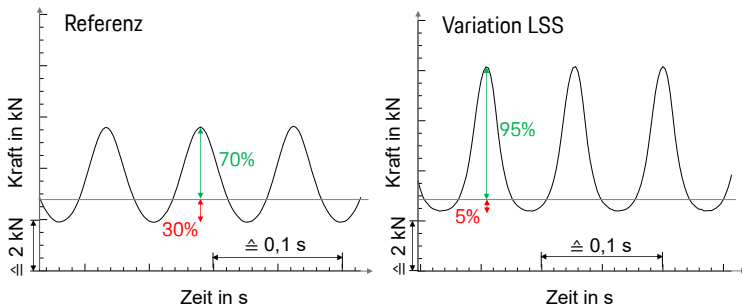 Referenz
Kraft in kN
≙ 2 kN
70%
30%
≙ 0,1 s
Zeit in s
Variation LSS
Kraft in kN
≙ 2 kN
95%
5%
≙ 0,1 s
Zeit in s